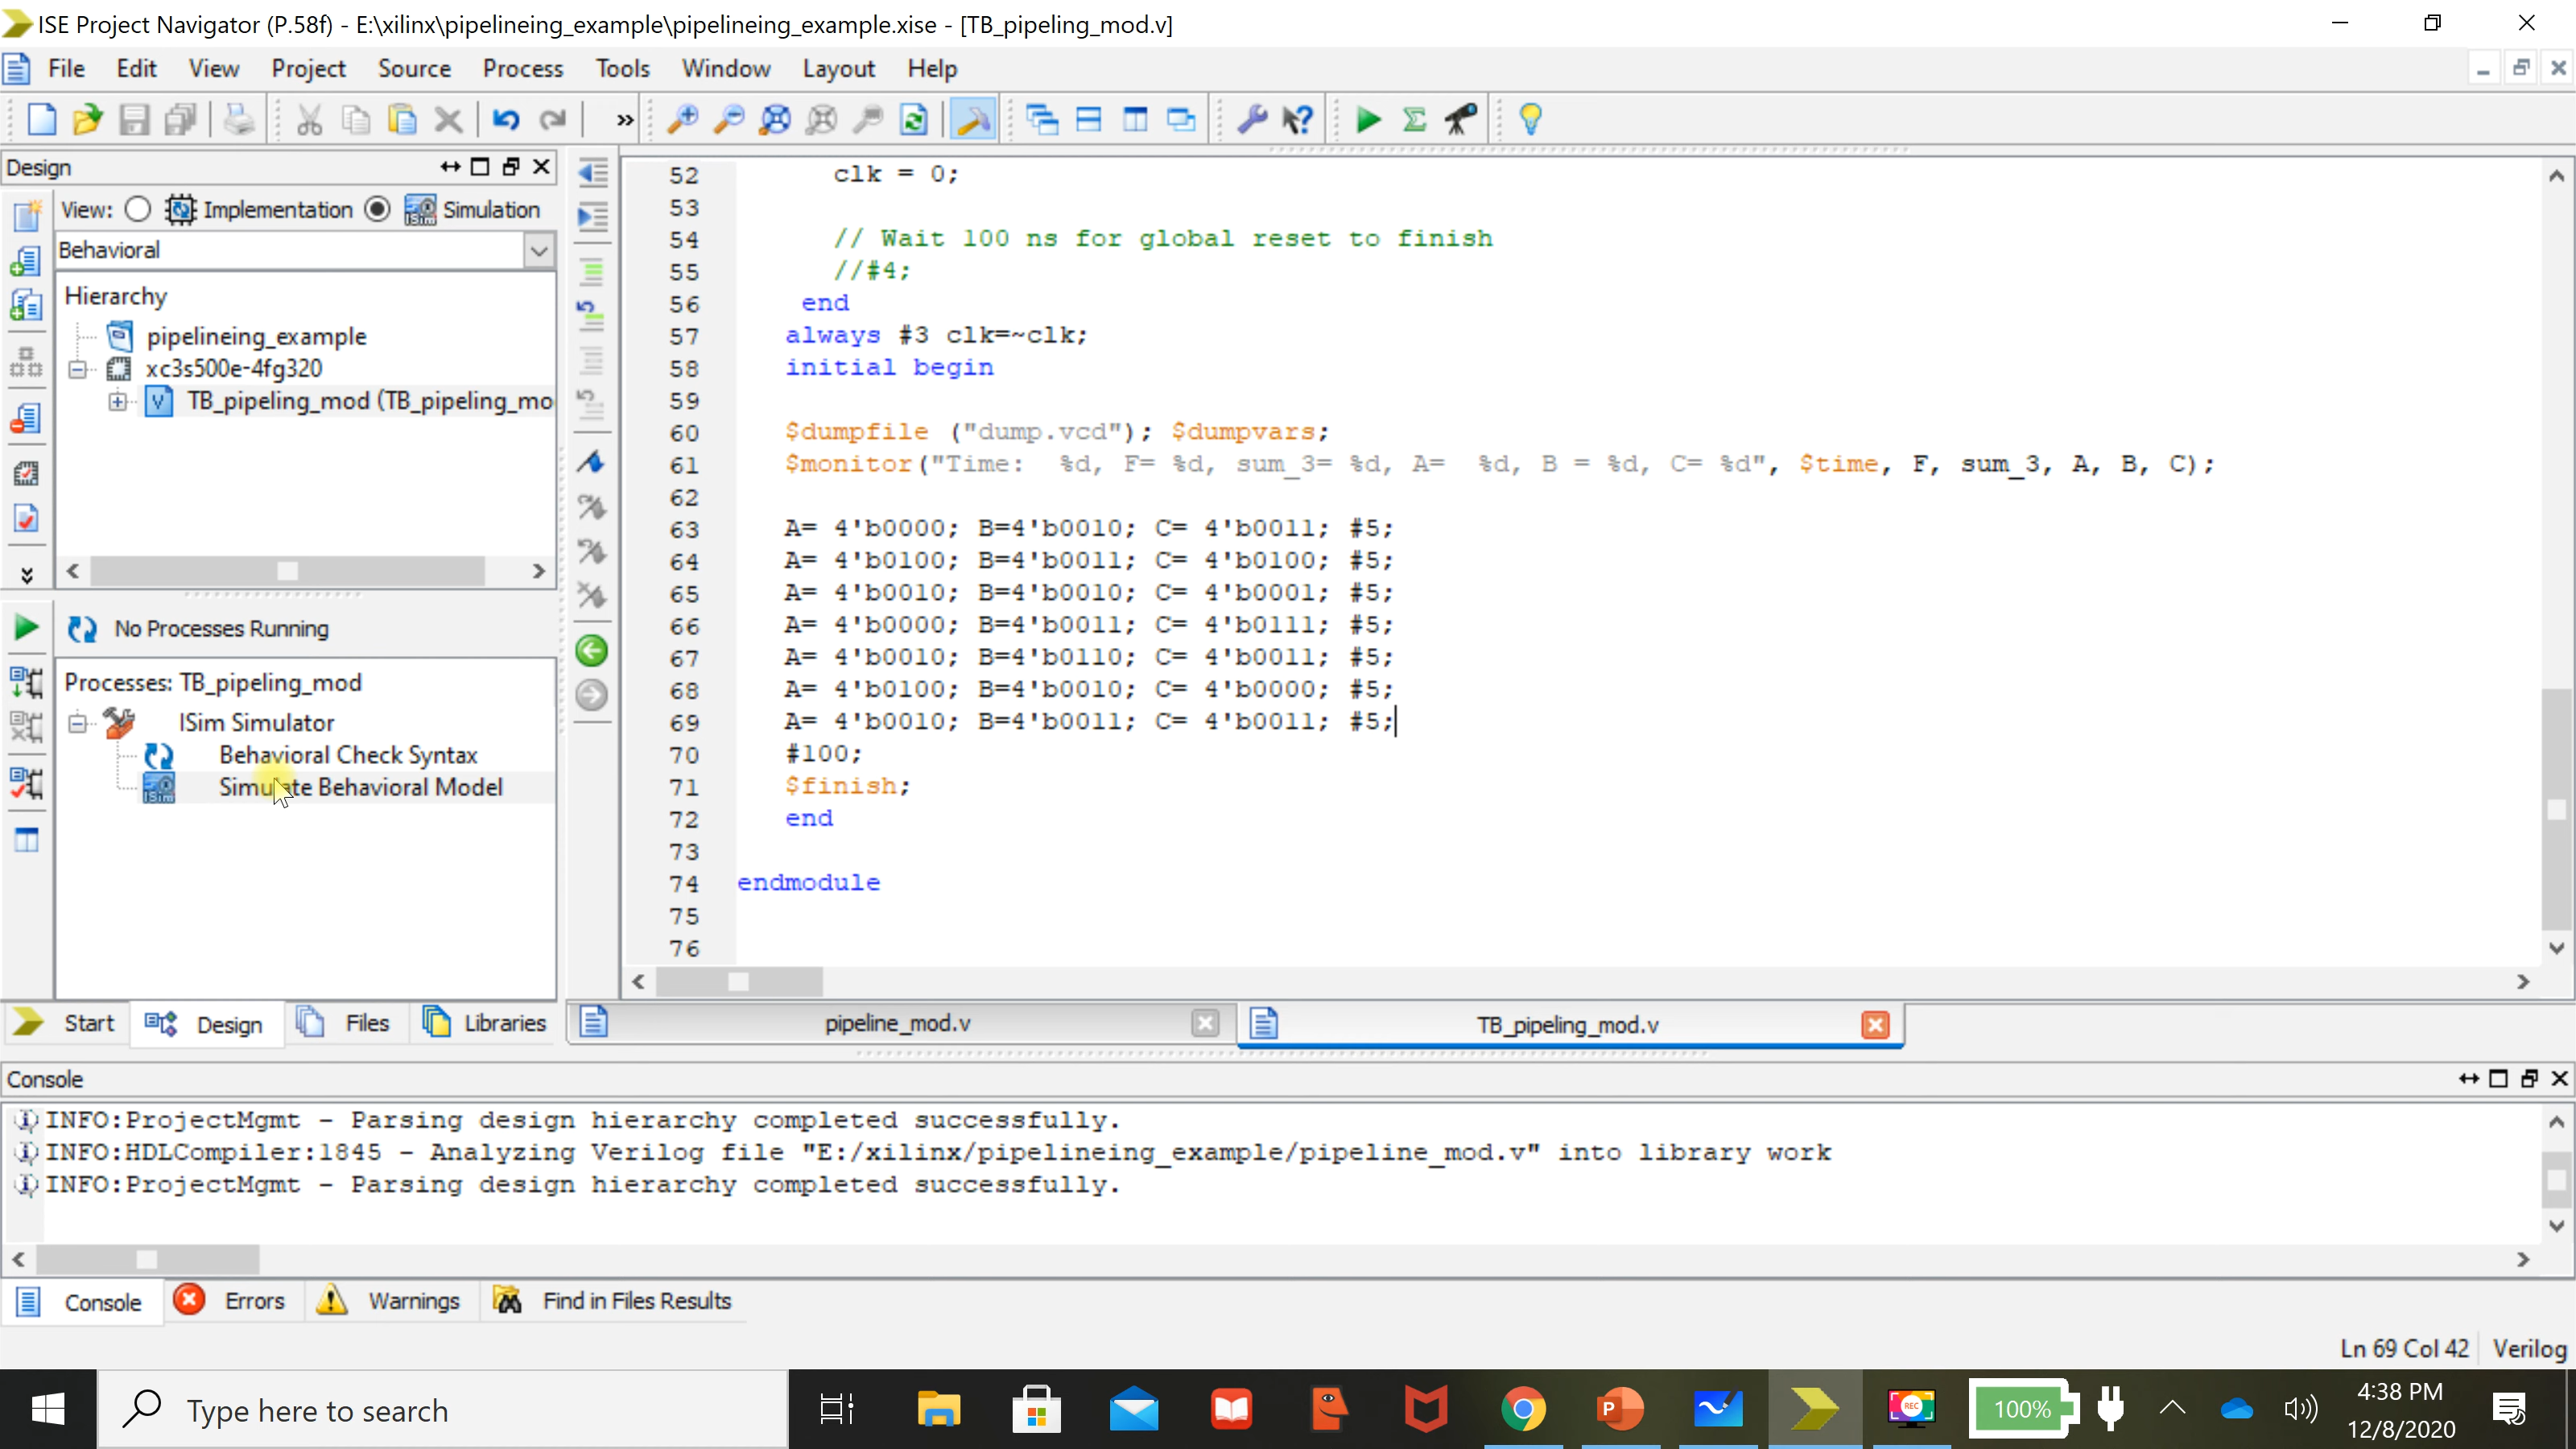 ISE Project Navigator (P.58f) - E:\xilinx\pipelineing_example\pipelineing_example.xise - [TB_pipeling_mod.v]
File Edit View Project Source Process Tools Window Layout Help
Design
View: Implementation Simulation
Behavioral
Hierarchy
pipelineing_example
xc3s500e-4fg320
TB_pipeling_mod (TB_pipeling_mo
No Processes Running
Processes: TB_pipeling_mod
ISim Simulator
Behavioral Check Syntax
Simulate Behavioral Model
Start Design Files Libraries
52 clk = 0;
53
54 // Wait 100 ns for global reset to finish
55 //#4;
56 end
57 always #3 clk=~clk;
58 initial begin
59
60 $dumpfile ("dump.vcd"); $dumpvars;
61 $monitor("Time:  %d, F= %d, sum_3= %d, A=  %d, B = %d, C= %d", $time, F, sum_3, A, B, C);
62
63 A= 4'b0000; B=4'b0010; C= 4'b0011; #5;
64 A= 4'b0100; B=4'b0011; C= 4'b0100; #5;
65 A= 4'b0010; B=4'b0010; C= 4'b0001; #5;
66 A= 4'b0000; B=4'b0011; C= 4'b0111; #5;
67 A= 4'b0010; B=4'b0110; C= 4'b0011; #5;
68 A= 4'b0100; B=4'b0010; C= 4'b0000; #5;
69 A= 4'b0010; B=4'b0011; C= 4'b0011; #5;
70 #100;
71 $finish;
72 end
73
74 endmodule
75
76
pipeline_mod.v TB_pipeling_mod.v
Console
INFO:ProjectMgmt - Parsing design hierarchy completed successfully.
INFO:HDLCompiler:1845 - Analyzing Verilog file "E:/xilinx/pipelineing_example/pipeline_mod.v" into library work
INFO:ProjectMgmt - Parsing design hierarchy completed successfully.
Console Errors Warnings Find in Files Results
Ln 69 Col 42 Verilog
Type here to search
100%
4:38 PM
12/8/2020